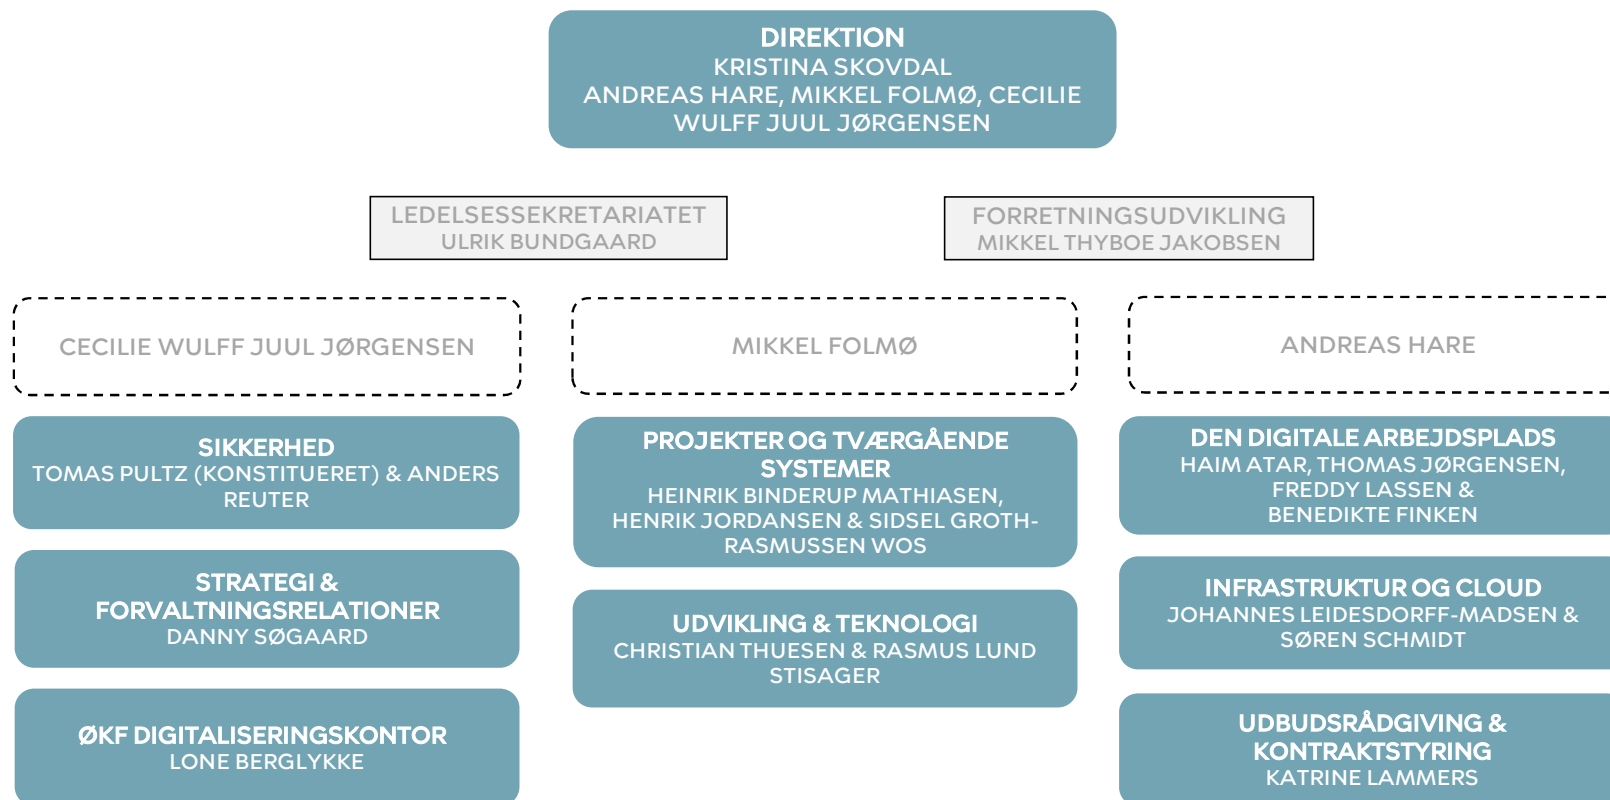 DIREKTION
KRISTINA SKOVDAL
ANDREAS HARE, MIKKEL FOLMØ, CECILIE
WULFF JUUL JØRGENSEN
LEDELSESSEKRETARIATET
ULRIK BUNDGAARD
FORRETNINGSUDVIKLING
MIKKEL THYBOE JAKOBSEN
CECILIE WULFF JUUL JØRGENSEN
SIKKERHED
TOMAS PULTZ (KONSTITUERET) & ANDERS
REUTER
STRATEGI &
FORVALTNINGSRELATIONER
DANNY SØGAARD
ØKF DIGITALISERINGSKONTOR
LONE BERGLYKKE
MIKKEL FOLMØ
PROJEKTER OG TVÆRGÅENDE
SYSTEMER
HEINRIK BINDERUP MATHIASEN,
HENRIK JORDANSEN & SIDSEL GROTH-
RASMUSSEN WOS
UDVIKLING & TEKNOLOGI
CHRISTIAN THUESEN & RASMUS LUND
STISAGER
ANDREAS HARE
DEN DIGITALE ARBEJDSPLADS
HAIM ATAR, THOMAS JØRGENSEN,
FREDDY LASSEN &
BENEDIKTE FINKEN
INFRASTRUKTUR OG CLOUD
JOHANNES LEIDESDORFF-MADSEN &
SØREN SCHMIDT
UDBUDSRÅDGIVING &
KONTRAKTSTYRING
KATRINE LAMMERS